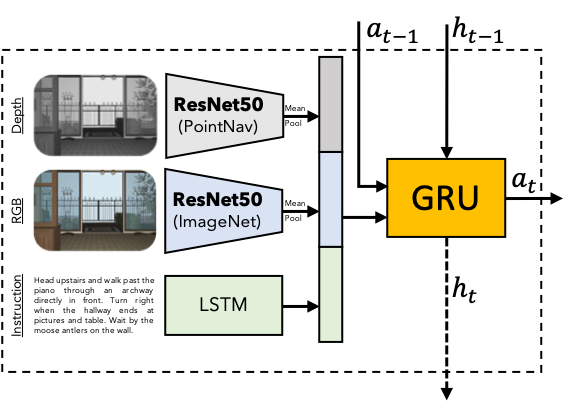 a_{t-1}
h_{t-1}
Depth
ResNet50
(PointNav)
Mean
Pool
RGB
ResNet50
(ImageNet)
Mean
Pool
GRU
a_t
Instruction
Head upstairs and walk past the
piano through an archway
directly in front. Turn right
when the hallway ends at
pictures and table. Wait by the
moose antlers on the wall.
LSTM
h_t